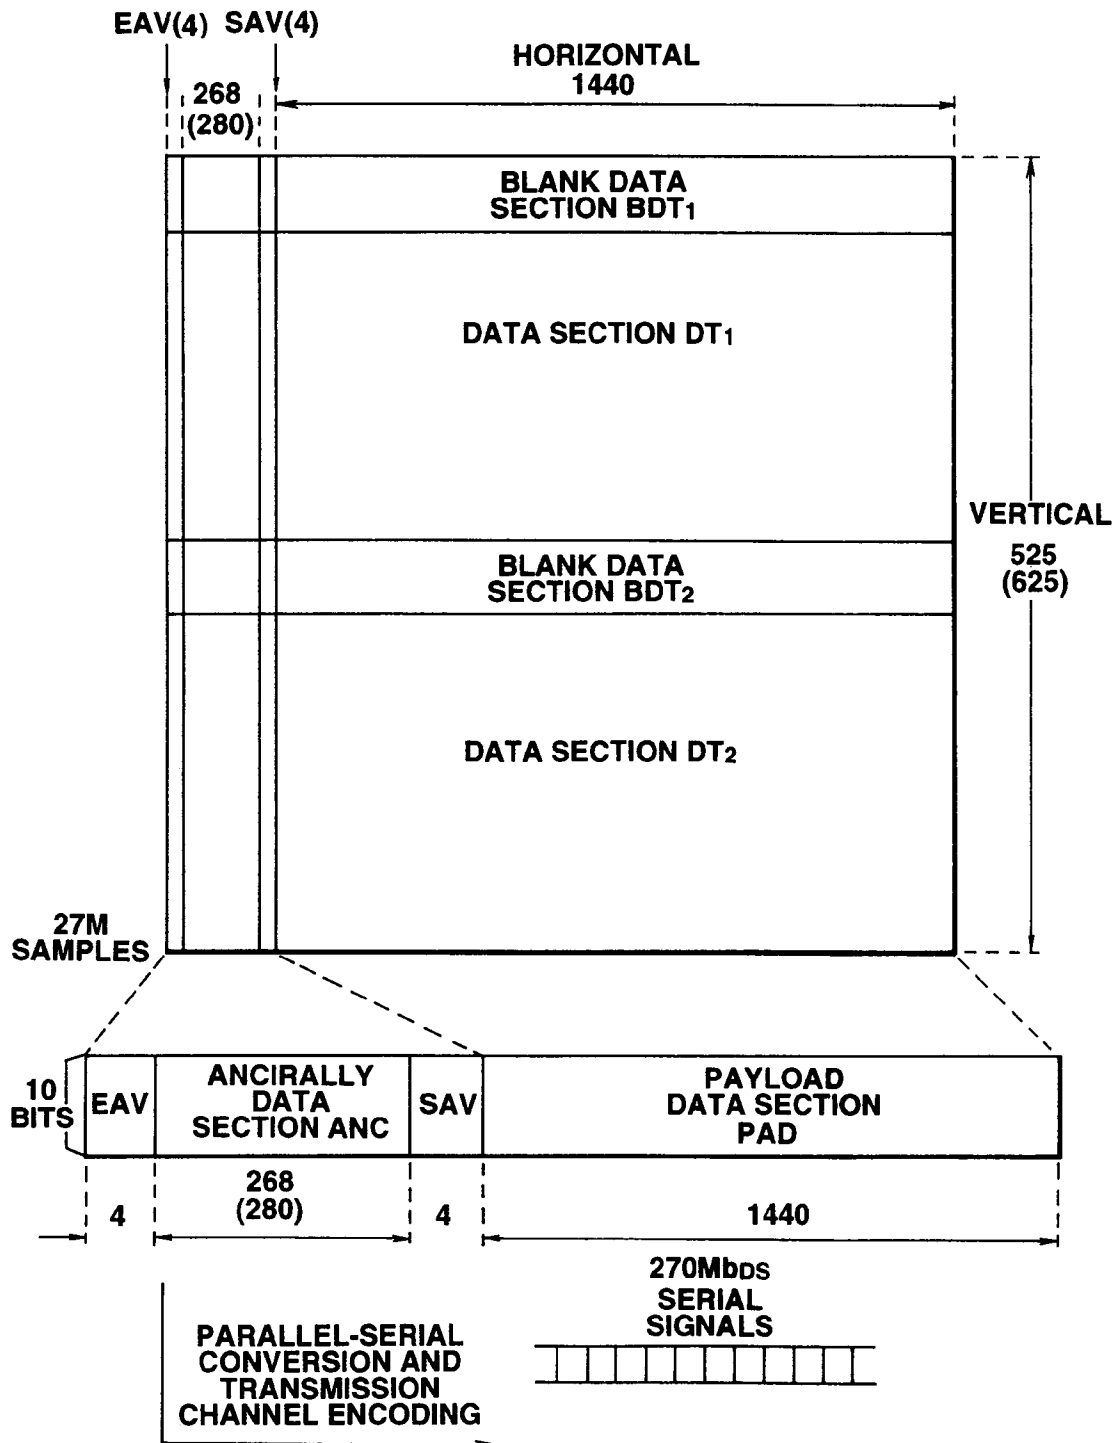 EAV(4) SAV(4)
HORIZONTAL
1440
268
(280)
BLANK DATA
SECTION BDT1
DATA SECTION DT1
VERTICAL
525
(625)
BLANK DATA
SECTION BDT2
DATA SECTION DT2
27M
SAMPLES
10
BITS
EAV
ANCIRALLY
DATA
SECTION ANC
SAV
PAYLOAD
DATA SECTION
PAD
4
268
(280)
4
1440
270MbDS
SERIAL
SIGNALS
PARALLEL-SERIAL
CONVERSION AND
TRANSMISSION
CHANNEL ENCODING